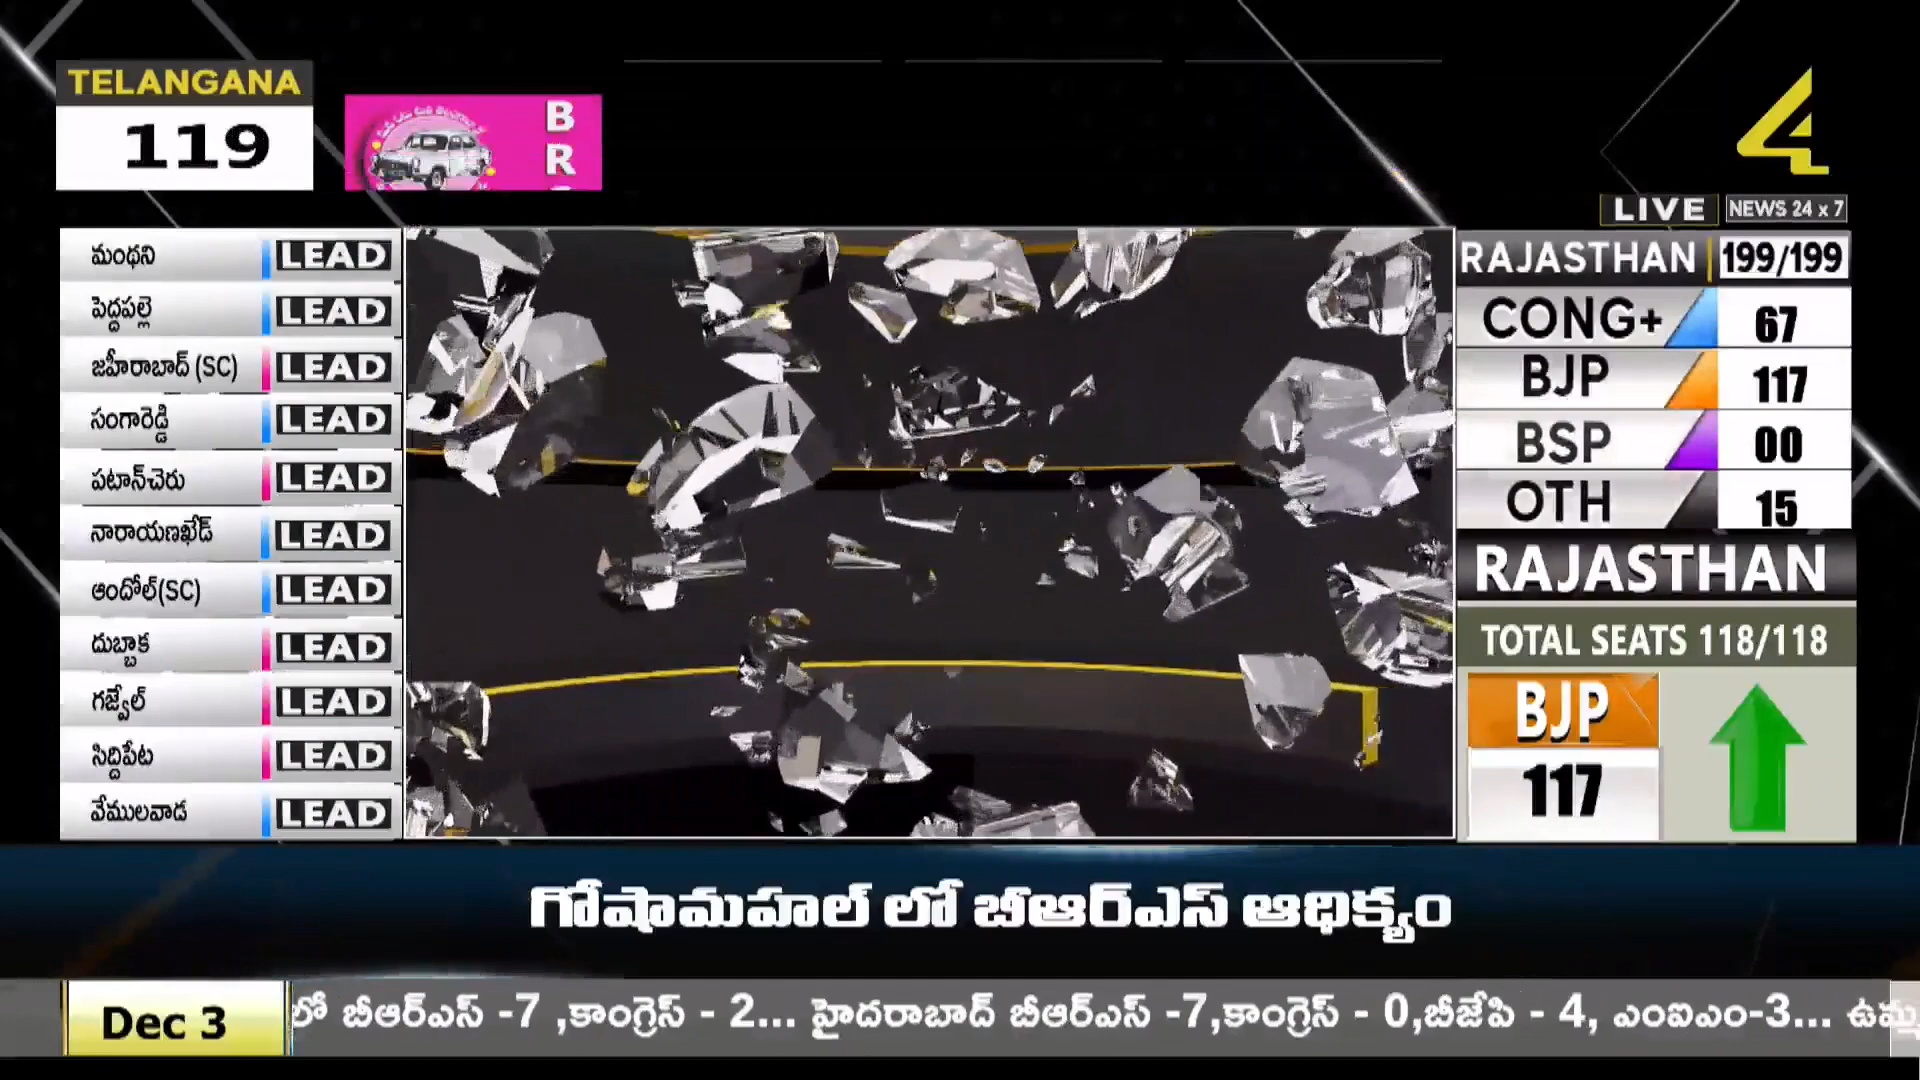 TELANGANA
119
B
R
4
LIVE NEWS 24 x 7
మంథని LEAD
పెద్దపల్లె LEAD
జహీరాబాద్ (SC) LEAD
సంగారెడ్డి LEAD
పటాన్‌చెరు LEAD
నారాయణఖేడ్ LEAD
ఆందోల్(SC) LEAD
దుబ్బాక LEAD
గజ్వేల్ LEAD
సిద్దిపేట LEAD
వేములవాడ LEAD
RAJASTHAN 199/199
CONG+ 67
BJP 117
BSP 00
OTH 15
RAJASTHAN
TOTAL SEATS 118/118
BJP
117
గోషామహల్ లో బీఆర్ఎస్ ఆధిక్యం
Dec 3
లో బీఆర్ఎస్ -7 ,కాంగ్రెస్ - 2... హైదరాబాద్ బీఆర్ఎస్ -7,కాంగ్రెస్ - 0,బీజేపి - 4, ఎంఐఎం-3...